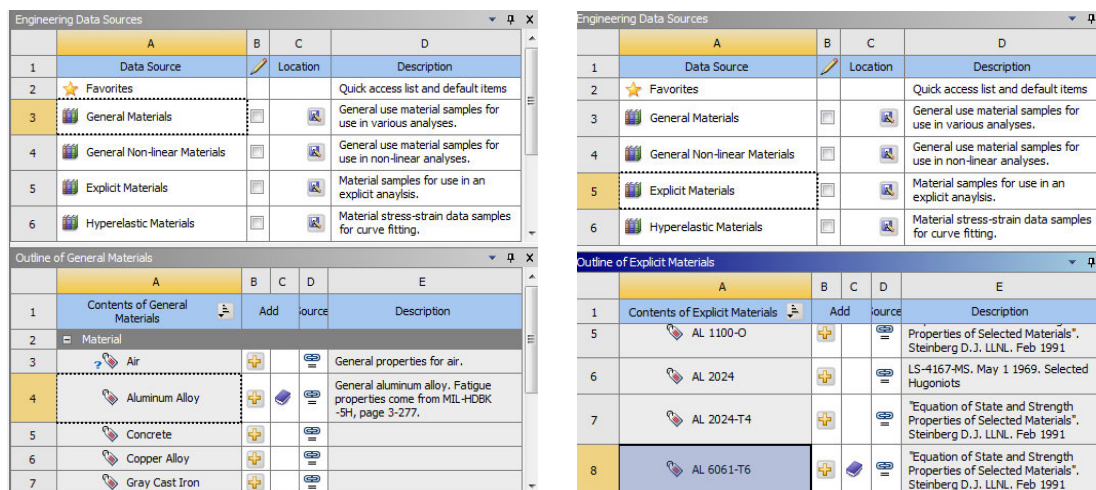 Engineering Data Sources
A B C D
1 Data Source Location Description
2 Favorites Quick access list and default items
3 General Materials General use material samples for
use in various analyses.
4 General Non-linear Materials General use material samples for
use in non-linear analyses.
5 Explicit Materials Material samples for use in an
explicit anaylsis.
6 Hyperelastic Materials Material stress-strain data samples
for curve fitting.
Outline of General Materials
A B C D E
1 Contents of General
Materials Add Source Description
2 Material
3 ? Air General properties for air.
4 Aluminum Alloy General aluminum alloy. Fatigue
properties come from MIL-HDBK
-5H, page 3-277.
5 Concrete
6 Copper Alloy
7 Gray Cast Iron
Engineering Data Sources
A B C D
1 Data Source Location Description
2 Favorites Quick access list and default items
3 General Materials General use material samples for
use in various analyses.
4 General Non-linear Materials General use material samples for
use in non-linear analyses.
5 Explicit Materials Material samples for use in an
explicit anaylsis.
6 Hyperelastic Materials Material stress-strain data samples
for curve fitting.
Outline of Explicit Materials
A B C D E
1 Contents of Explicit Materials Add Source Description
5 AL 1100-O
Properties of Selected Materials".
Steinberg D.J. LLNL. Feb 1991
6 AL 2024 LS-4167-MS. May 1 1969. Selected
Hugoniots
7 AL 2024-T4 "Equation of State and Strength
Properties of Selected Materials".
Steinberg D.J. LLNL. Feb 1991
8 AL 6061-T6 "Equation of State and Strength
Properties of Selected Materials".
Steinberg D.J. LLNL. Feb 1991